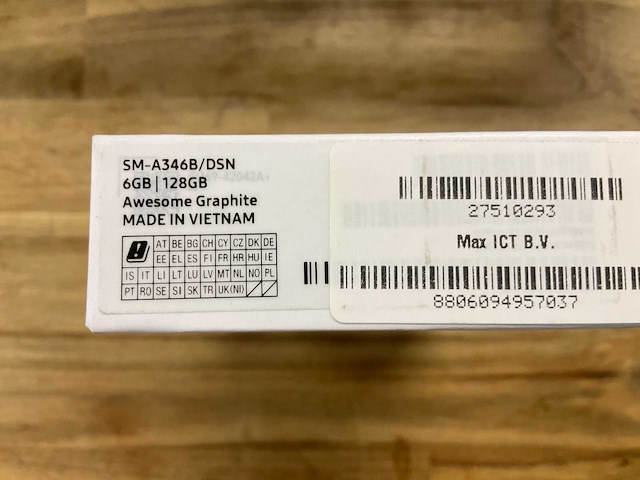 SM-A346B/DSN
6GB | 128GB
Awesome Graphite
MADE IN VIETNAM
AT BE BG CH CY CZ DK DE
EE EL ES FI FR HR HU IE
IS IT LI LT LU LV MT NL NO PL
PT RO SE SI SK TR UK(NI)
27510293
Max ICT B.V.
8806094957037